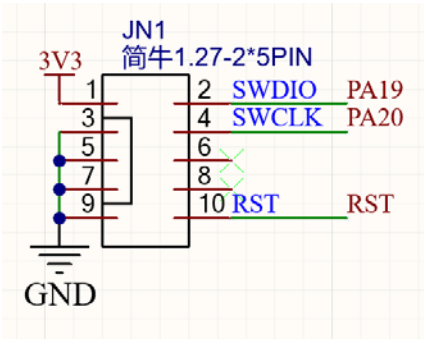 JN1
简牛1.27-2*5PIN
3V3
1 2 SWDIO PA19
3 4 SWCLK PA20
5 6
7 8
9 10 RST RST
GND